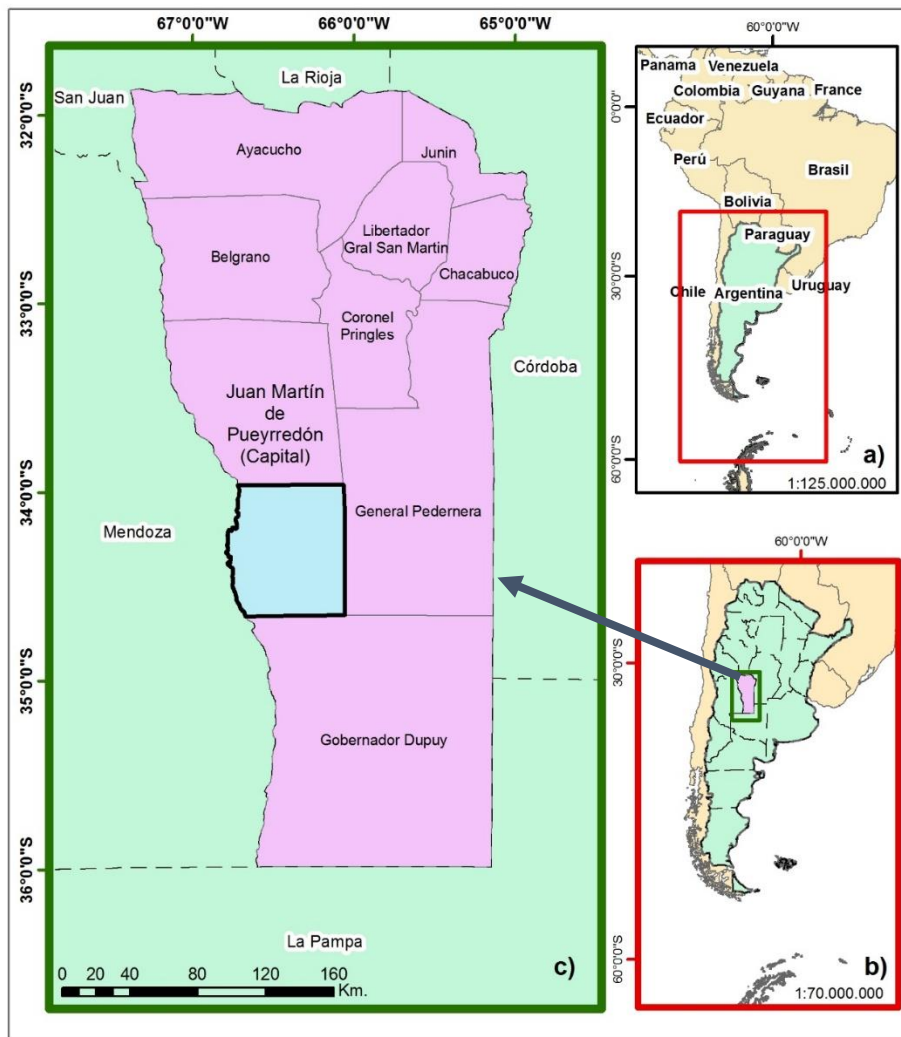 67°0'0"W
66°0'0"W
65°0'0"W
32°0'0"S
33°0'0"S
34°0'0"S
35°0'0"S
36°0'0"S
La Rioja
San Juan
Ayacucho
Junin
Libertador
Gral San Martin
Belgrano
Chacabuco
Coronel
Pringles
Córdoba
Juan Martín
de
Pueyrredón
(Capital)
Mendoza
General Pedernera
Gobernador Dupuy
La Pampa
0 20 40 80 120 160
Km.
c)
60°0'0"W
0°0'0"
30°0'0"S
60°0'0"S
Panama
Venezuela
Colombia
Guyana
France
Ecuador
Perú
Brasil
Bolivia
Paraguay
Chile
Argentina
Uruguay
a)
1:125.000.000
60°0'0"W
30°0'0"S
60°0'0"S
b)
1:70.000.000